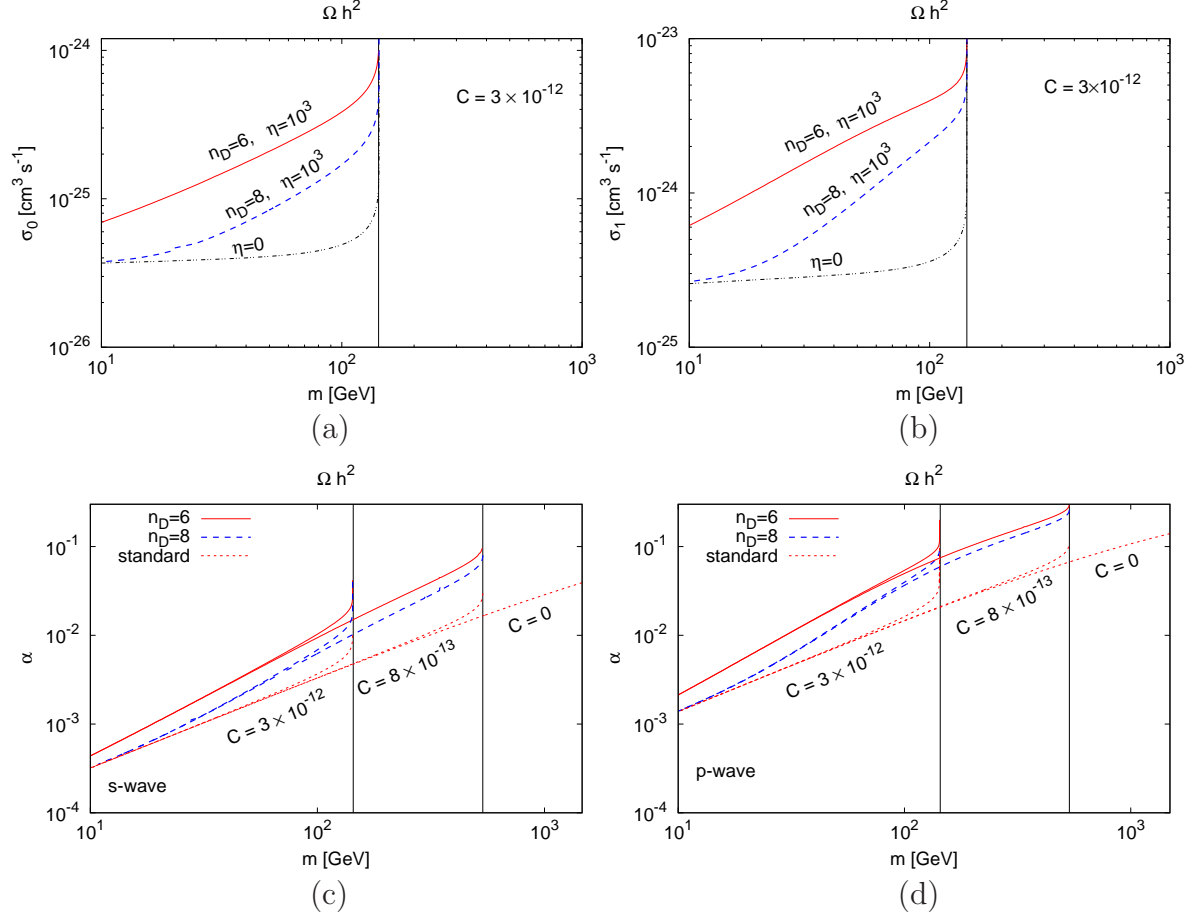 Ω h²
10⁻²⁴
10⁻²⁵
10⁻²⁶
σ₀ [cm³ s⁻¹]
C = 3 × 10⁻¹²
n_D=6, η=10³
n_D=8, η=10³
η=0
10¹ 10² 10³
m [GeV]
(a)
Ω h²
10⁻²³
10⁻²⁴
10⁻²⁵
σ₁ [cm³ s⁻¹]
C = 3×10⁻¹²
n_D=6, η=10³
n_D=8, η=10³
η=0
10¹ 10² 10³
m [GeV]
(b)
Ω h²
n_D=6
n_D=8
standard
10⁻¹
10⁻²
10⁻³
10⁻⁴
α
C = 0
C = 8 × 10⁻¹³
C = 3 × 10⁻¹²
s-wave
10¹ 10² 10³
m [GeV]
(c)
Ω h²
n_D=6
n_D=8
standard
10⁻¹
10⁻²
10⁻³
10⁻⁴
α
C = 0
C = 8 × 10⁻¹³
C = 3 × 10⁻¹²
p-wave
10¹ 10² 10³
m [GeV]
(d)